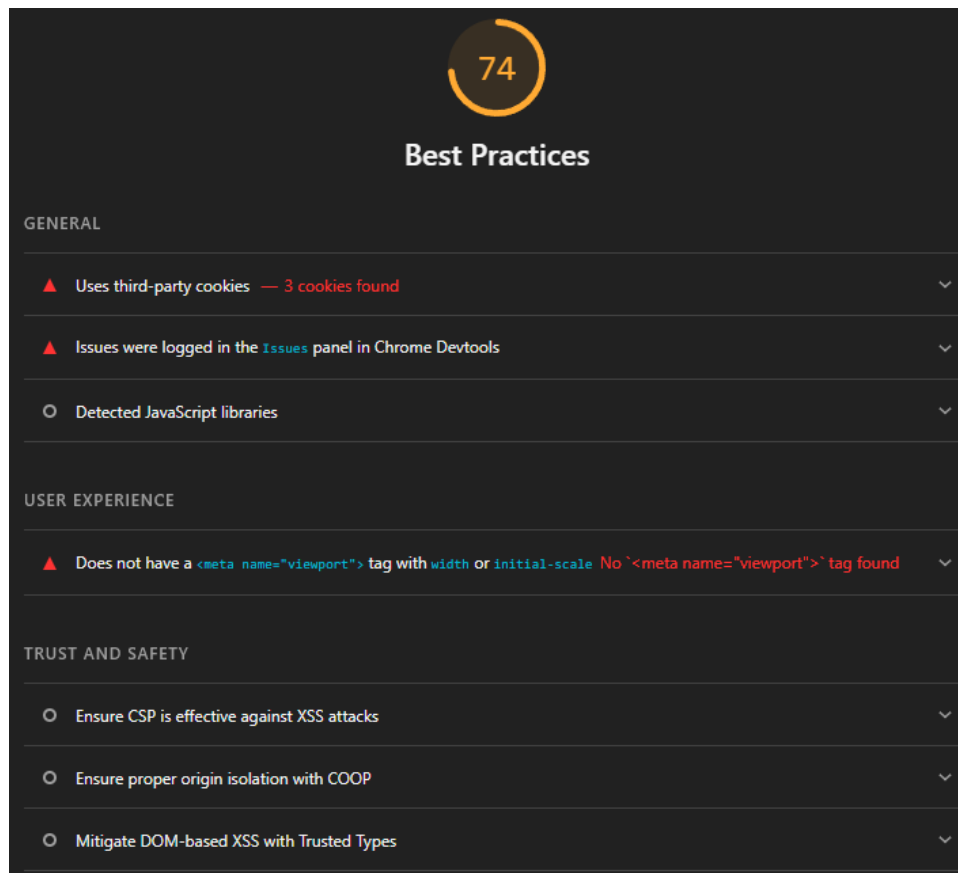 74
Best Practices
GENERAL
Uses third-party cookies — 3 cookies found
Issues were logged in the Issues panel in Chrome Devtools
Detected JavaScript libraries
USER EXPERIENCE
Does not have a <meta name="viewport"> tag with width or initial-scale No `<meta name="viewport">` tag found
TRUST AND SAFETY
Ensure CSP is effective against XSS attacks
Ensure proper origin isolation with COOP
Mitigate DOM-based XSS with Trusted Types